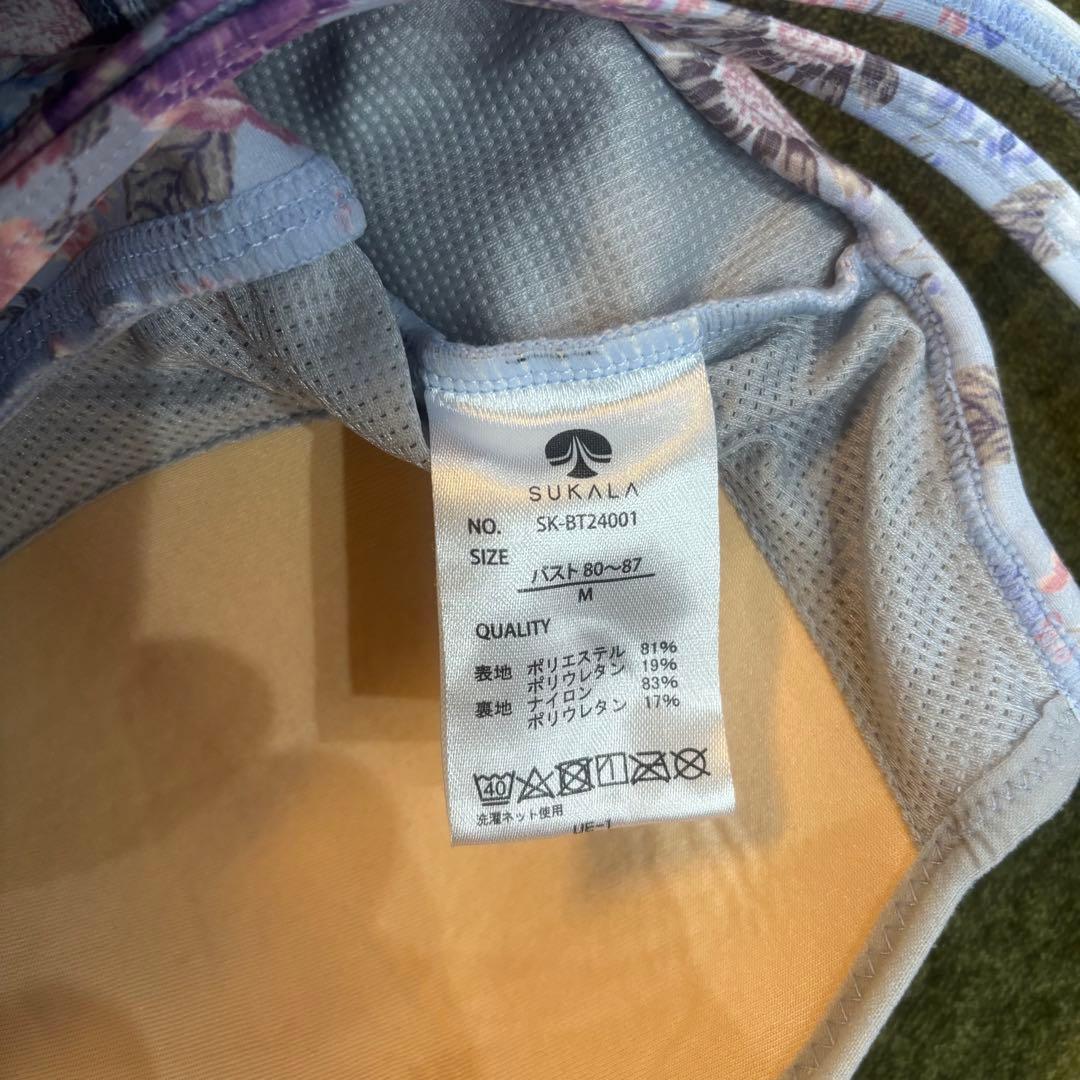 SUKALA
NO. SK-BT24001
SIZE バスト80〜87
M
QUALITY
表地 ポリエステル 81%
ポリウレタン 19%
裏地 ナイロン 83%
ポリウレタン 17%
40
洗濯ネット使用
UE-1